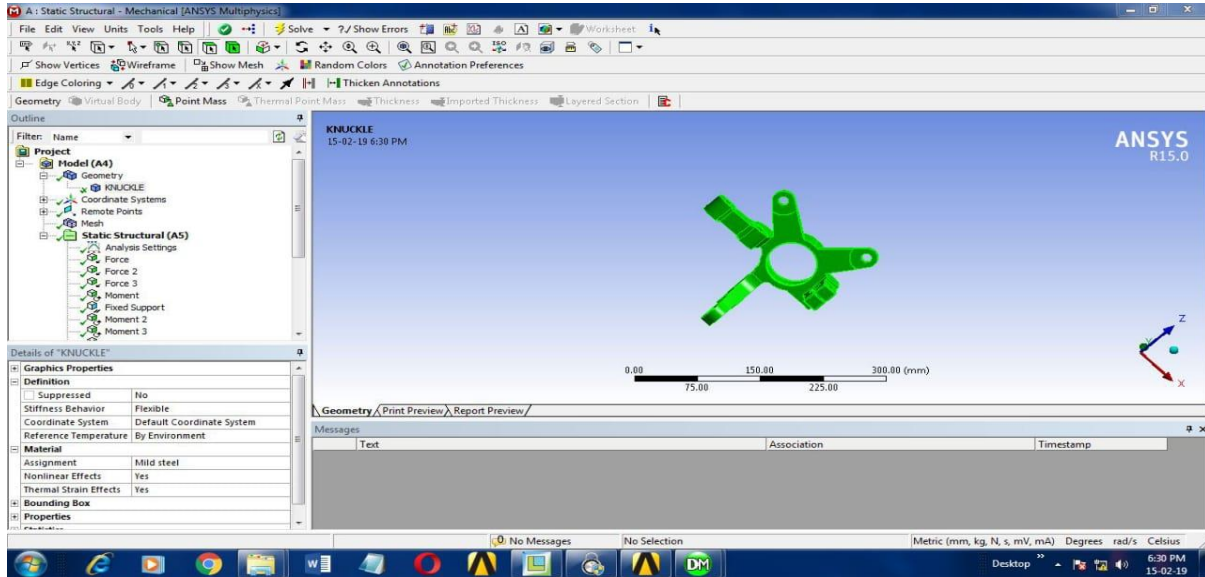 A : Static Structural - Mechanical [ANSYS Multiphysics]
File Edit View Units Tools Help Solve ?/ Show Errors A Worksheet
ISO
Show Vertices Wireframe Show Mesh Random Colors Annotation Preferences
Edge Coloring Thicken Annotations
Geometry Virtual Body Point Mass Thermal Point Mass Thickness Imported Thickness Layered Section
Outline
Filter: Name
Project
Model (A4)
Geometry
KNUCKLE
Coordinate Systems
Remote Points
Mesh
Static Structural (A5)
Analysis Settings
Force
Force 2
Force 3
Moment
Fixed Support
Moment 2
Moment 3
Details of "KNUCKLE"
Graphics Properties
Definition
Suppressed No
Stiffness Behavior Flexible
Coordinate System Default Coordinate System
Reference Temperature By Environment
Material
Assignment Mild steel
Nonlinear Effects Yes
Thermal Strain Effects Yes
Bounding Box
Properties
KNUCKLE
15-02-19 6:30 PM
ANSYS
R15.0
Z
X
0.00 150.00 300.00 (mm)
75.00 225.00
Geometry Print Preview Report Preview
Messages
Text Association Timestamp
0 No Messages No Selection Metric (mm, kg, N, s, mV, mA) Degrees rad/s Celsius
W DM Desktop 6:30 PM
15-02-19